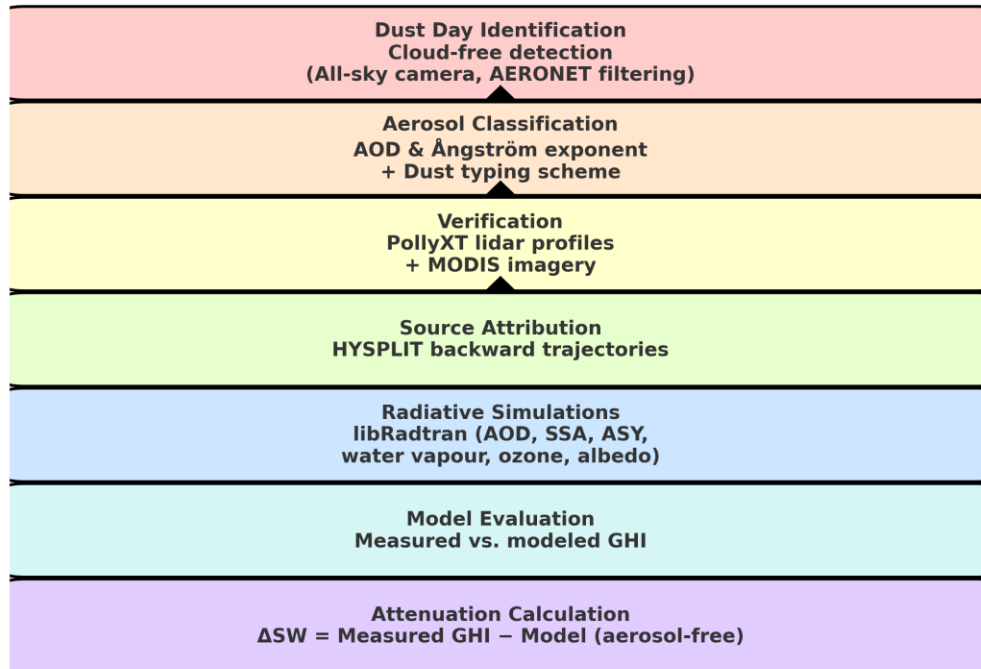 Dust Day Identification
Cloud-free detection
(All-sky camera, AERONET filtering)
Aerosol Classification
AOD & Ångström exponent
+ Dust typing scheme
Verification
PollyXT lidar profiles
+ MODIS imagery
Source Attribution
HYSPLIT backward trajectories
Radiative Simulations
libRadtran (AOD, SSA, ASY,
water vapour, ozone, albedo)
Model Evaluation
Measured vs. modeled GHI
Attenuation Calculation
ΔSW = Measured GHI − Model (aerosol-free)